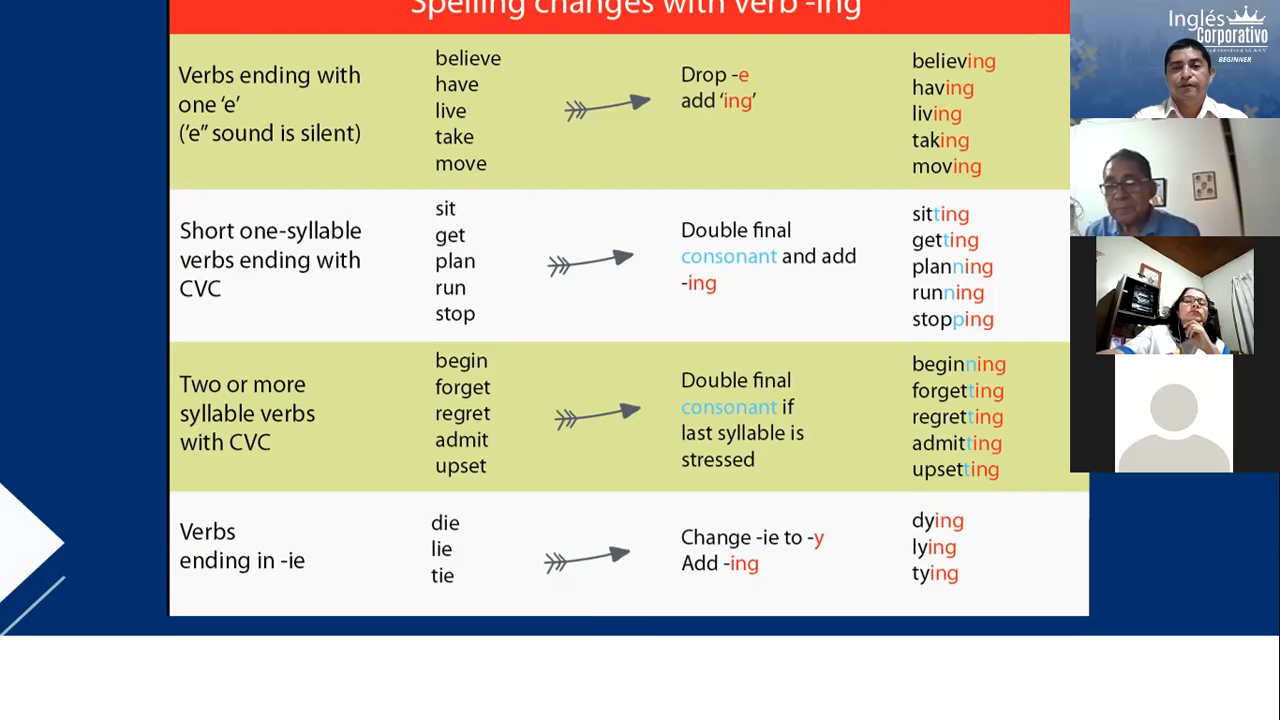 Spelling changes with verb -ing
Verbs ending with
one ‘e’
(’e” sound is silent)
believe
have
live
take
move
Drop -e
add ‘ing’
believing
having
living
taking
moving
Short one-syllable
verbs ending with
CVC
sit
get
plan
run
stop
Double final
consonant and add
-ing
sitting
getting
planning
running
stopping
Two or more
syllable verbs
with CVC
begin
forget
regret
admit
upset
Double final
consonant if
last syllable is
stressed
beginning
forgetting
regretting
admitting
upsetting
Verbs
ending in -ie
die
lie
tie
Change -ie to -y
Add -ing
dying
lying
tying
Inglés
Corporativo
BEGINNER